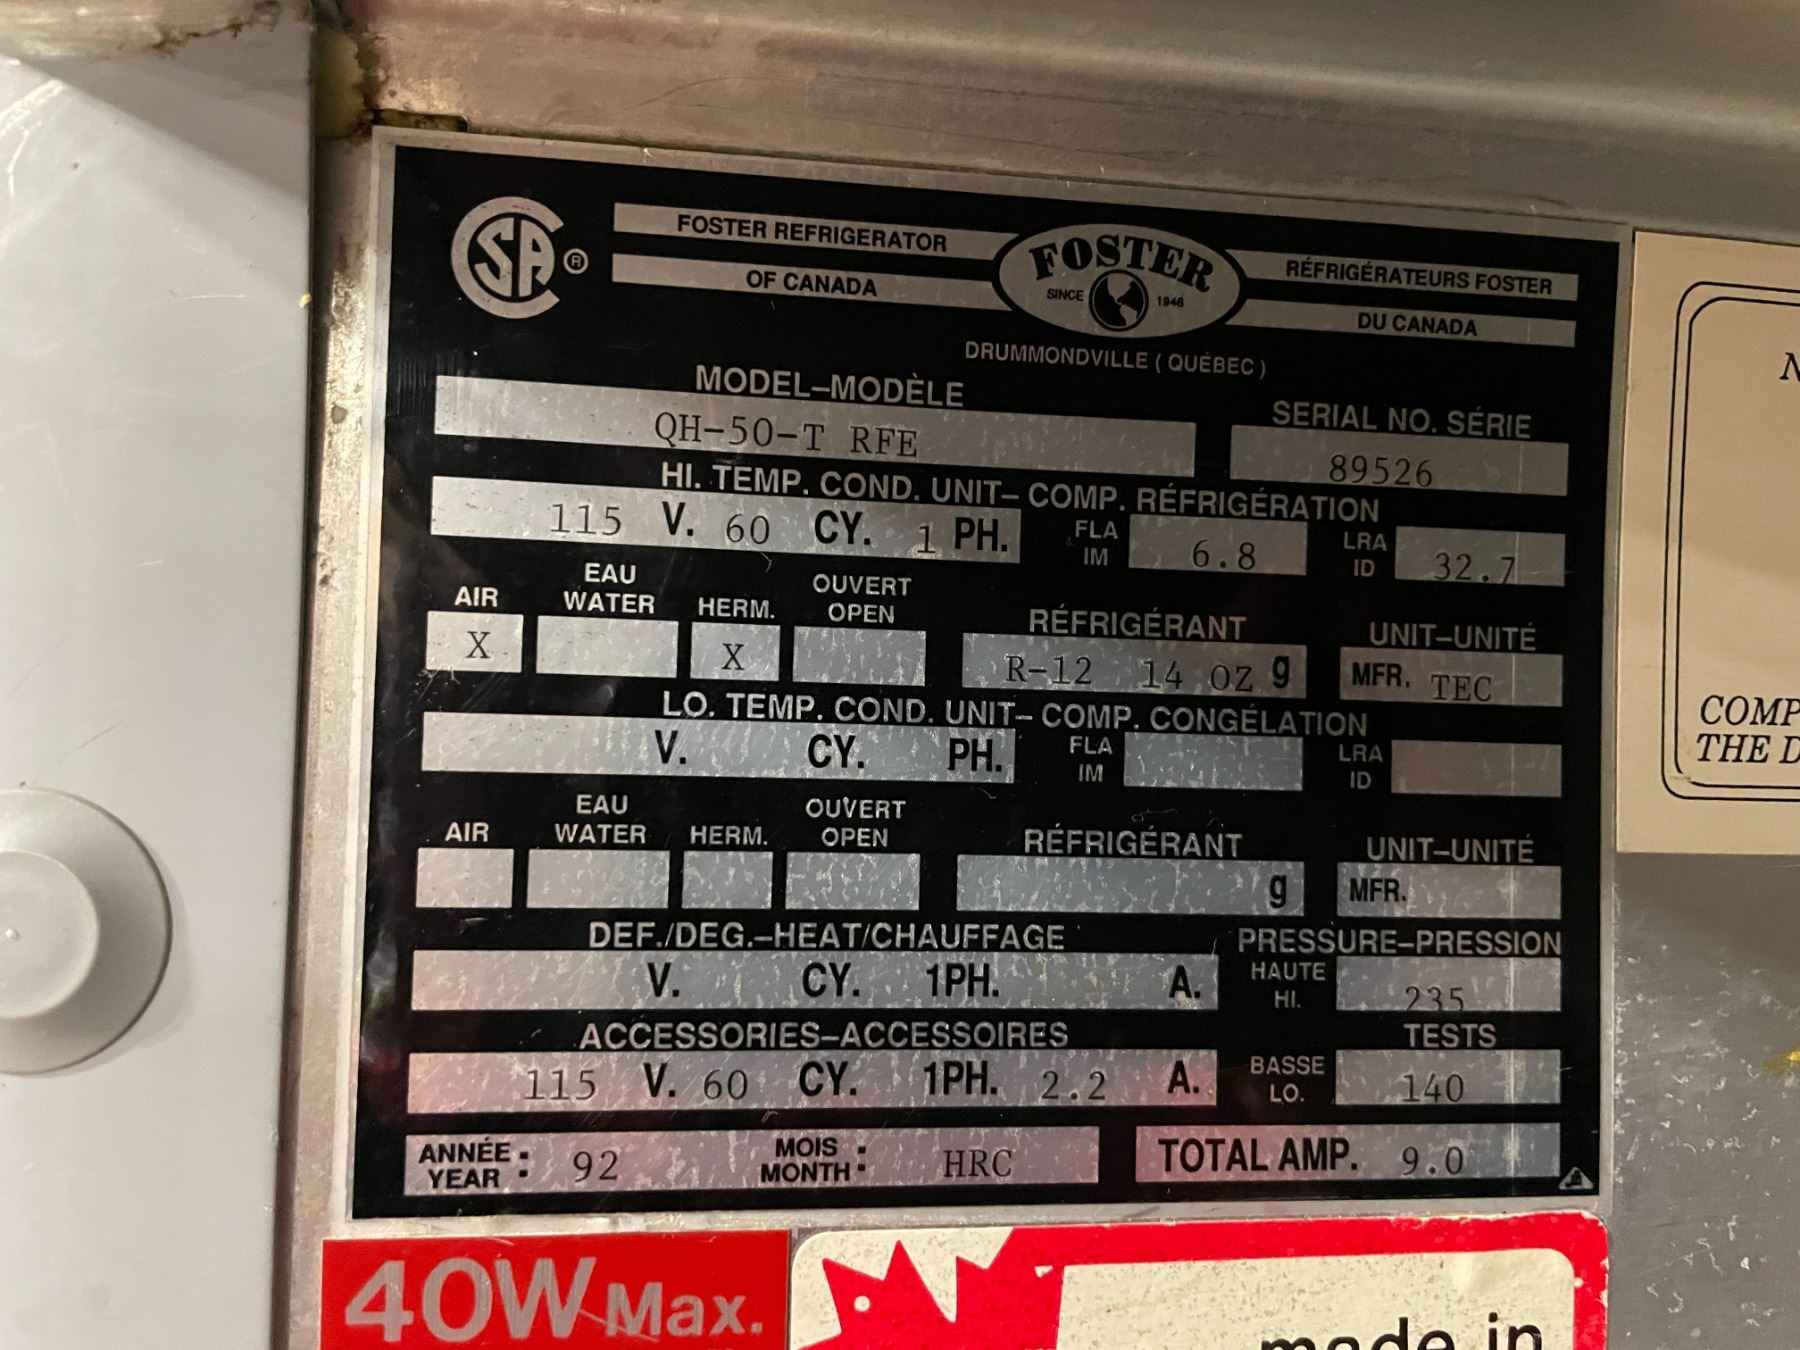 SA ®
FOSTER REFRIGERATOR
OF CANADA
FOSTER
SINCE 1946
RÉFRIGÉRATEURS FOSTER
DU CANADA
DRUMMONDVILLE ( QUÉBEC )
MODEL–MODÈLE
QH-50-T RFE
SERIAL NO. SÉRIE
89526
HI. TEMP. COND. UNIT– COMP. RÉFRIGÉRATION
115 V. 60 CY. 1 PH.
FLA
IM
6.8
LRA
ID
32.7
AIR
X
EAU
WATER
HERM.
X
OUVERT
OPEN
RÉFRIGÉRANT
R-12 14 OZ g
UNIT–UNITÉ
MFR. TEC
LO. TEMP. COND. UNIT– COMP. CONGÉLATION
V. CY. PH.
FLA
IM
LRA
ID
AIR
EAU
WATER
HERM.
OUVERT
OPEN
RÉFRIGÉRANT
g
UNIT–UNITÉ
MFR.
DEF./DEG.–HEAT/CHAUFFAGE
V. CY. 1PH. A.
PRESSURE–PRESSION
HAUTE
HI.
235
ACCESSORIES–ACCESSOIRES
115 V. 60 CY. 1PH. 2.2 A.
TESTS
BASSE
LO.
140
ANNÉE
YEAR : 92
MOIS
MONTH : HRC
TOTAL AMP. 9.0
40W Max.
made in
N
COMP
THE D